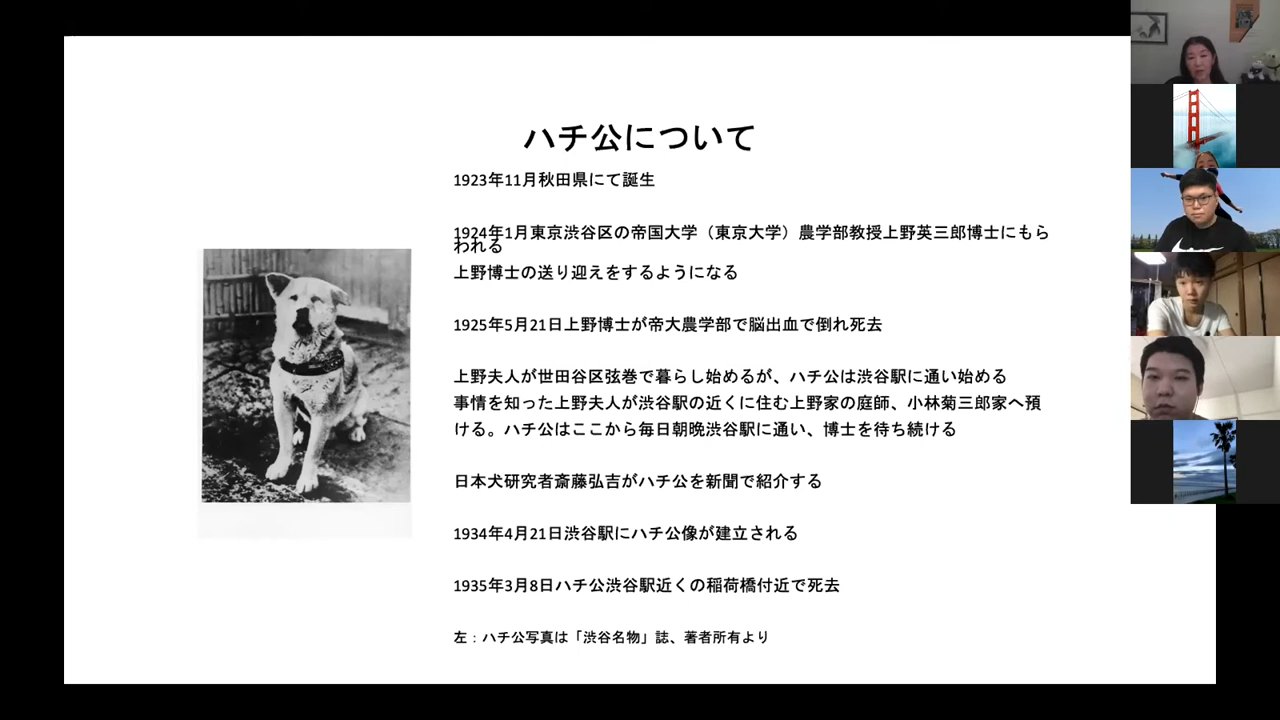 ハチ公について
1923年11月秋田県にて誕生
1924年1月東京渋谷区の帝国大学（東京大学）農学部教授上野英三郎博士にもら
われる
上野博士の送り迎えをするようになる
1925年5月21日上野博士が帝大農学部で脳出血で倒れ死去
上野夫人が世田谷区弦巻で暮らし始めるが、ハチ公は渋谷駅に通い始める
事情を知った上野夫人が渋谷駅の近くに住む上野家の庭師、小林菊三郎家へ預
ける。ハチ公はここから毎日朝晩渋谷駅に通い、博士を待ち続ける
日本犬研究者斎藤弘吉がハチ公を新聞で紹介する
1934年4月21日渋谷駅にハチ公像が建立される
1935年3月8日ハチ公渋谷駅近くの稲荷橋付近で死去
左：ハチ公写真は「渋谷名物」誌、著者所有より